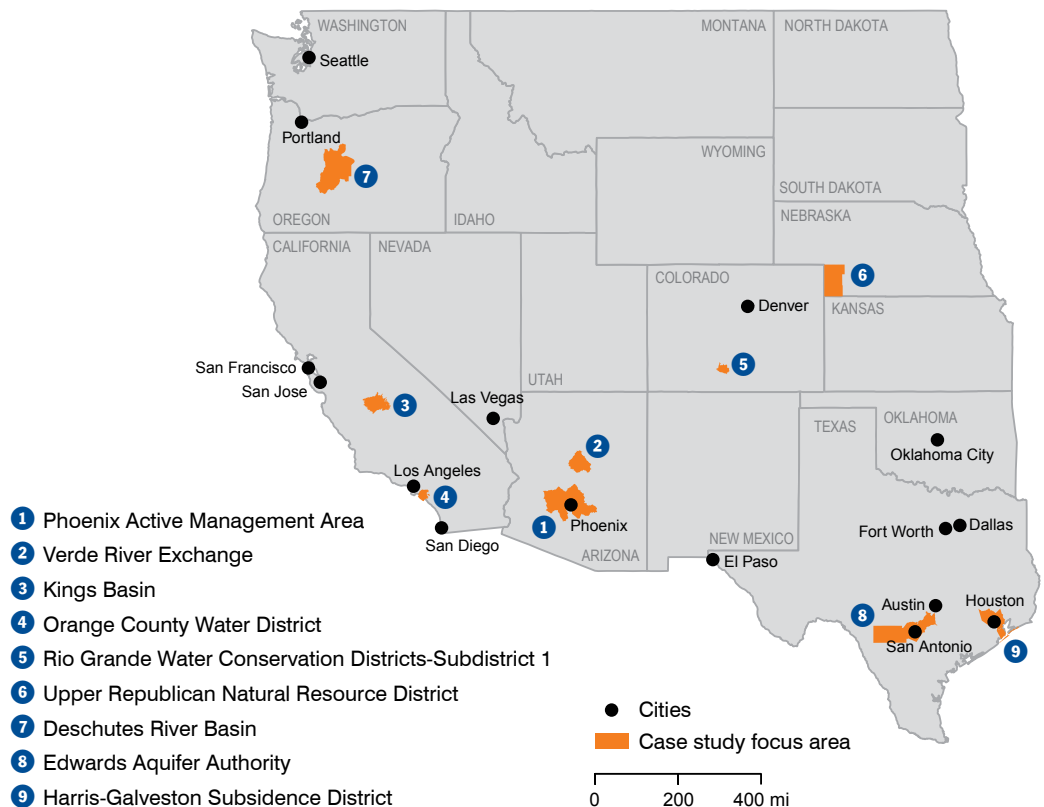 WASHINGTON
MONTANA
NORTH DAKOTA
Seattle
Portland
7
WYOMING
SOUTH DAKOTA
OREGON
IDAHO
NEBRASKA
CALIFORNIA
NEVADA
COLORADO
6
Denver
KANSAS
San Francisco
San Jose
5
UTAH
Las Vegas
3
TEXAS
OKLAHOMA
Oklahoma City
2
Los Angeles
4
1
Phoenix
San Diego
ARIZONA
NEW MEXICO
El Paso
Fort Worth
Dallas
Austin
Houston
8
San Antonio
9
1 Phoenix Active Management Area
2 Verde River Exchange
3 Kings Basin
4 Orange County Water District
5 Rio Grande Water Conservation Districts-Subdistrict 1
6 Upper Republican Natural Resource District
7 Deschutes River Basin
8 Edwards Aquifer Authority
9 Harris-Galveston Subsidence District
Cities
Case study focus area
0 200 400 mi